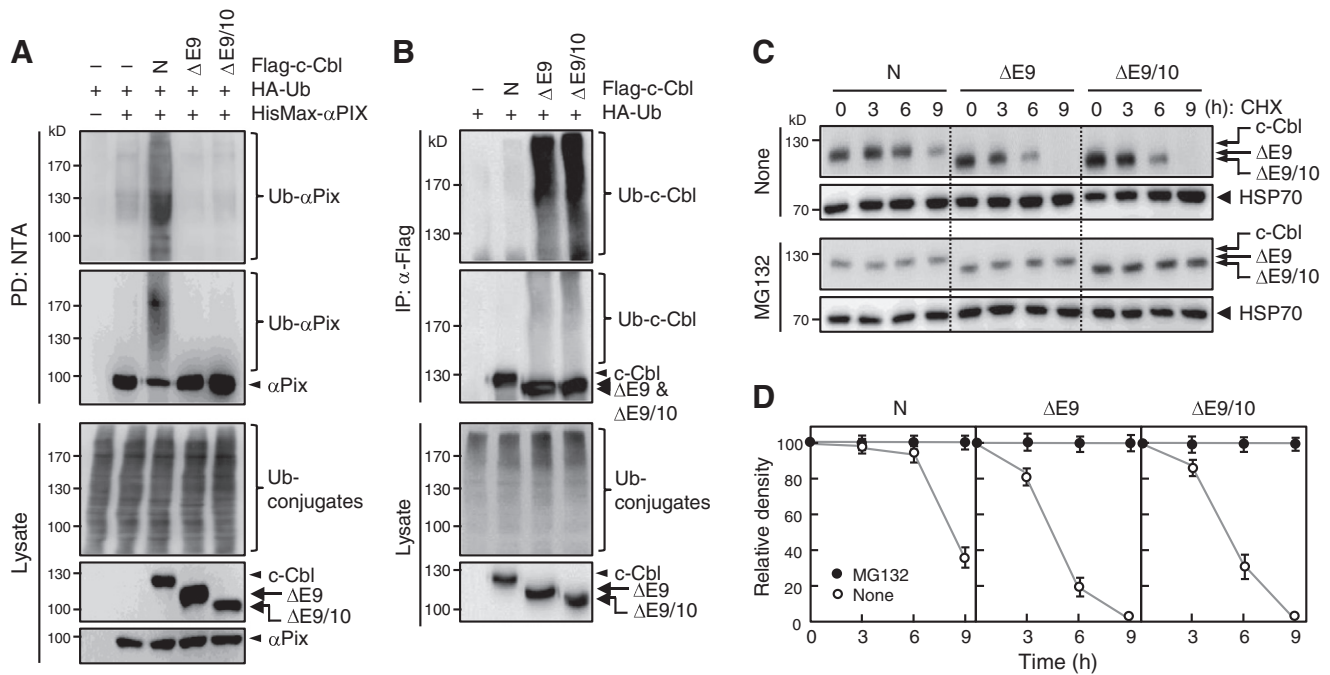 A
– – N ΔE9 ΔE9/10 Flag-c-Cbl
+ + + + + HA-Ub
– + + + + HisMax-αPIX
kD
170
130
100
Ub-αPix
PD: NTA
170
130
100
Ub-αPix
αPix
Lysate
170
130
100
Ub-
conjugates
130
100
c-Cbl
ΔE9
ΔE9/10
100
αPix
B
– N ΔE9 ΔE9/10 Flag-c-Cbl
+ + + + HA-Ub
kD
170
130
Ub-c-Cbl
IP: α-Flag
170
130
Ub-c-Cbl
c-Cbl
ΔE9 &
ΔE9/10
Lysate
170
130
100
Ub-
conjugates
130
100
c-Cbl
ΔE9
ΔE9/10
C
N ΔE9 ΔE9/10
0 3 6 9 0 3 6 9 0 3 6 9 (h): CHX
kD
None
130
c-Cbl
ΔE9
ΔE9/10
70
HSP70
MG132
130
c-Cbl
ΔE9
ΔE9/10
70
HSP70
D
N ΔE9 ΔE9/10
Relative density
100
80
60
40
20
0
MG132
None
0 3 6 9 3 6 9 3 6 9
Time (h)